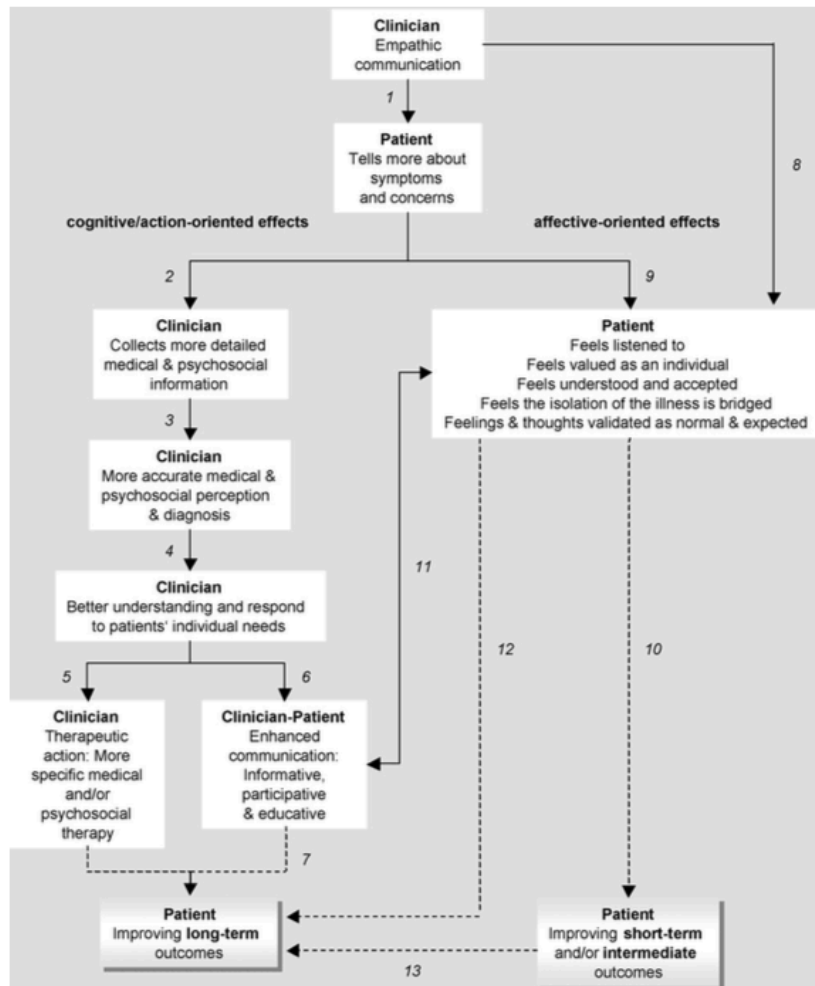 Clinician
Empathic
communication
1
Patient
Tells more about
symptoms
and concerns
8
cognitive/action-oriented effects
affective-oriented effects
2
9
Clinician
Collects more detailed
medical & psychosocial
information
Patient
Feels listened to
Feels valued as an individual
Feels understood and accepted
Feels the isolation of the illness is bridged
Feelings & thoughts validated as normal & expected
3
Clinician
More accurate medical &
psychosocial perception
& diagnosis
4
11
Clinician
Better understanding and respond
to patients' individual needs
12
10
5
6
Clinician
Therapeutic
action: More
specific medical
and/or
psychosocial
therapy
Clinician-Patient
Enhanced communication:
Informative,
participative
& educative
7
Patient
Improving long-term
outcomes
Patient
Improving short-term
and/or intermediate
outcomes
13